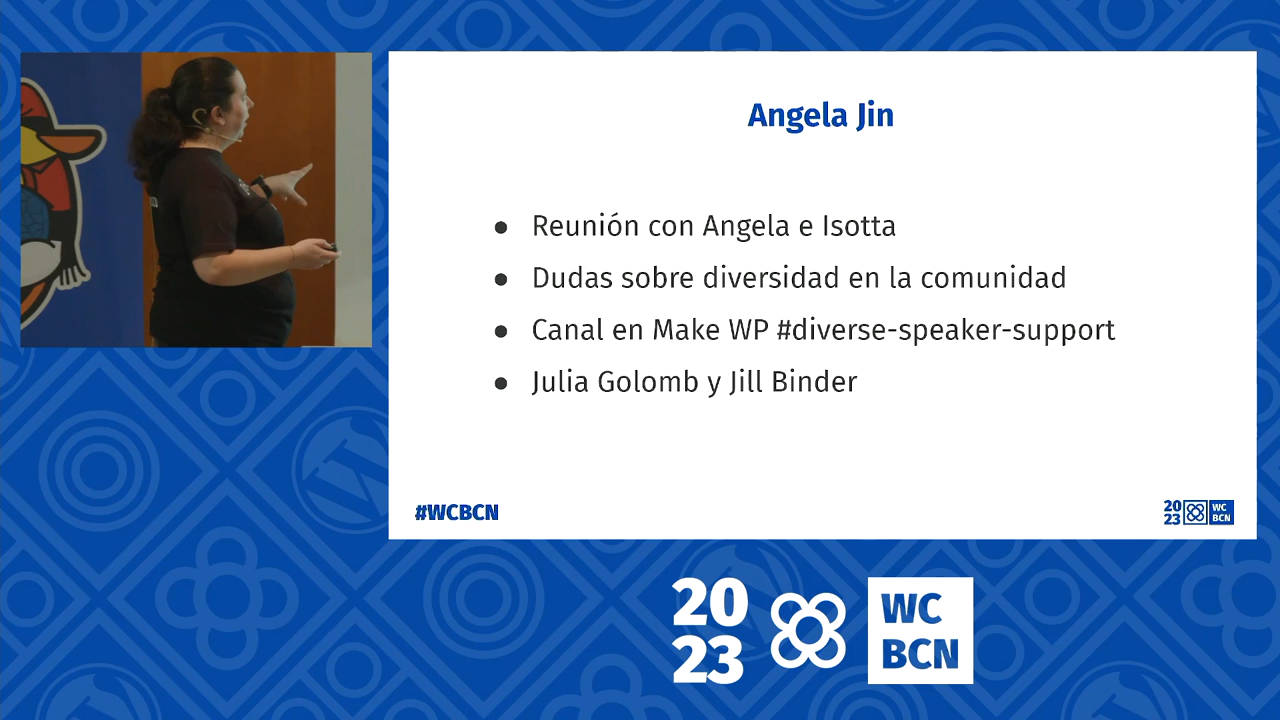 Angela Jin
● Reunión con Angela e Isotta
● Dudas sobre diversidad en la comunidad
● Canal en Make WP #diverse-speaker-support
● Julia Golomb y Jill Binder
#WCBCN
20
23
WC
BCN
20
23
WC
BCN